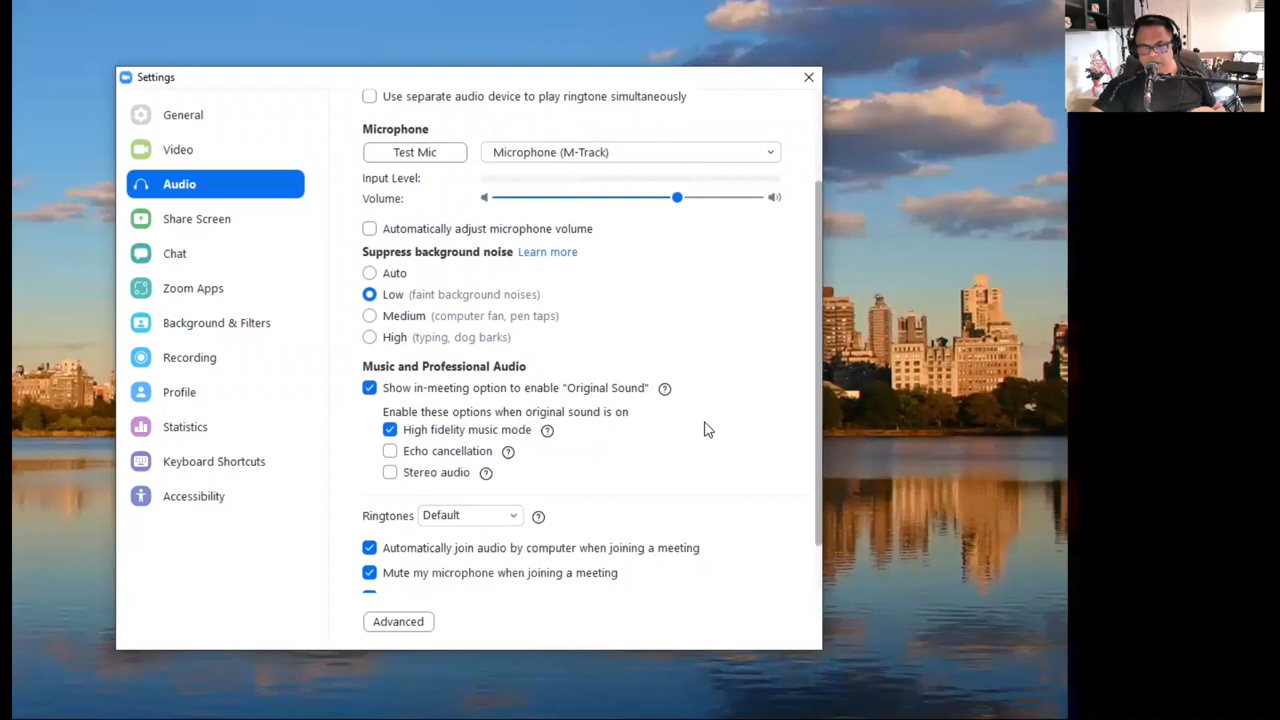 Settings
General
Video
Audio
Share Screen
Chat
Zoom Apps
Background & Filters
Recording
Profile
Statistics
Keyboard Shortcuts
Accessibility
Use separate audio device to play ringtone simultaneously
Microphone
Test Mic Microphone (M-Track)
Input Level:
Volume:
Automatically adjust microphone volume
Suppress background noise Learn more
Auto
Low (faint background noises)
Medium (computer fan, pen taps)
High (typing, dog barks)
Music and Professional Audio
Show in-meeting option to enable "Original Sound" ?
Enable these options when original sound is on
High fidelity music mode ?
Echo cancellation ?
Stereo audio ?
Ringtones Default ?
Automatically join audio by computer when joining a meeting
Mute my microphone when joining a meeting
Advanced